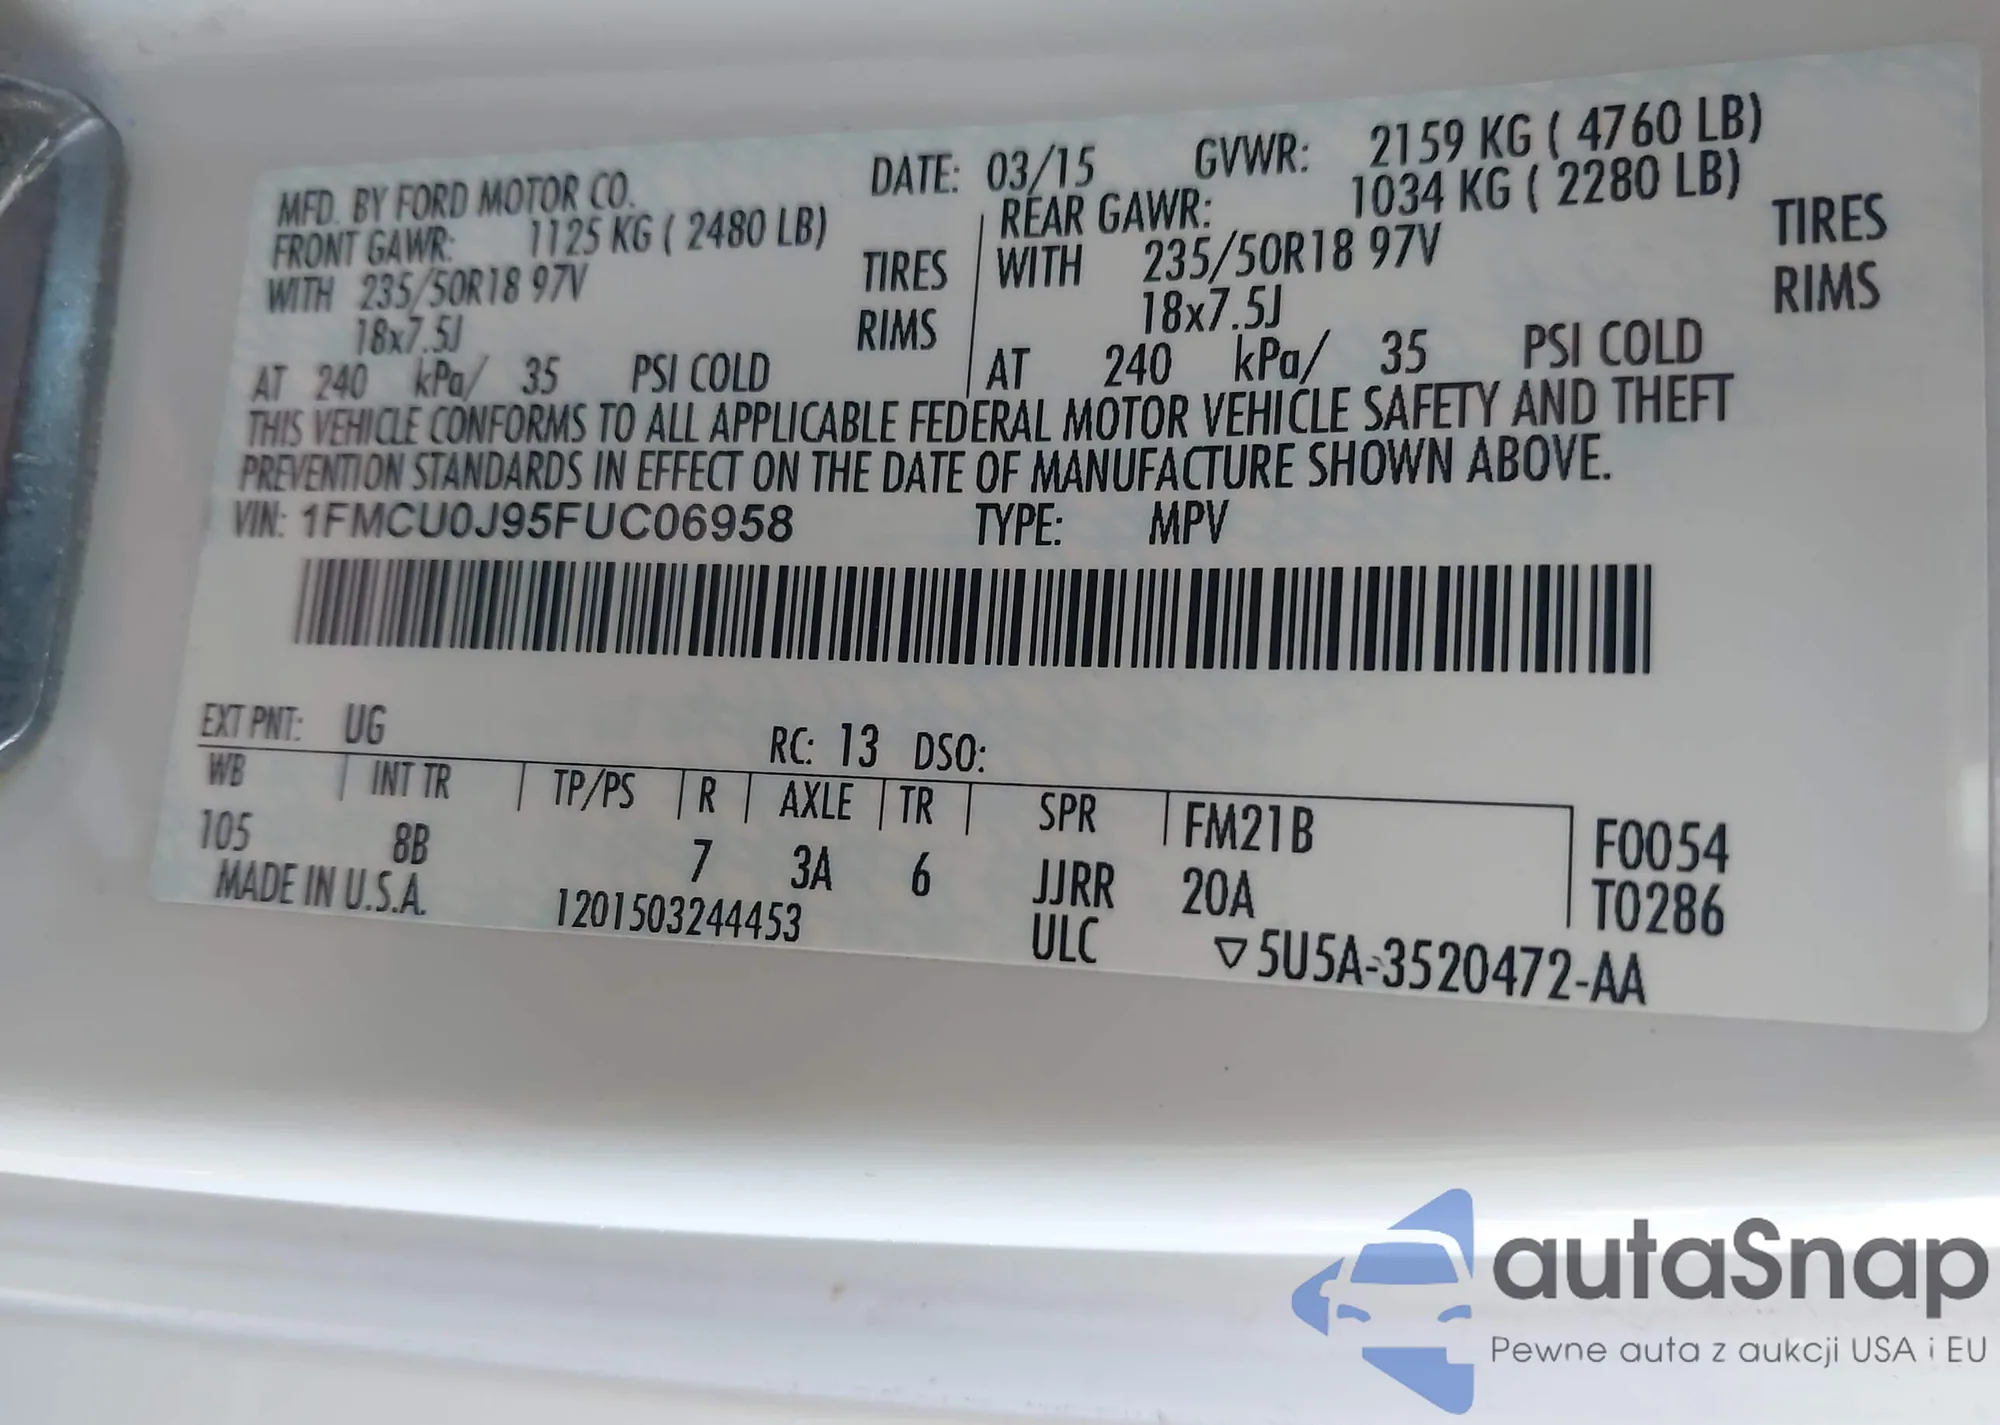 MFD. BY FORD MOTOR CO. DATE: 03/15 GVWR: 2159 KG ( 4760 LB)
FRONT GAWR: 1125 KG ( 2480 LB) REAR GAWR: 1034 KG ( 2280 LB)
WITH 235/50R18 97V TIRES WITH 235/50R18 97V TIRES
18x7.5J RIMS 18x7.5J RIMS
AT 240 kPa/ 35 PSI COLD AT 240 kPa/ 35 PSI COLD
THIS VEHICLE CONFORMS TO ALL APPLICABLE FEDERAL MOTOR VEHICLE SAFETY AND THEFT
PREVENTION STANDARDS IN EFFECT ON THE DATE OF MANUFACTURE SHOWN ABOVE.
VIN: 1FMCU0J95FUC06958 TYPE: MPV
EXT PNT: UG RC: 13 DSO:
WB INT TR TP/PS R AXLE TR SPR FM21B F0054
105 8B 7 3A 6 JJRR 20A T0286
MADE IN U.S.A. 1201503244453 ULC ▽5U5A-3520472-AA
autaSnap
Pewne auta z aukcji USA i EU